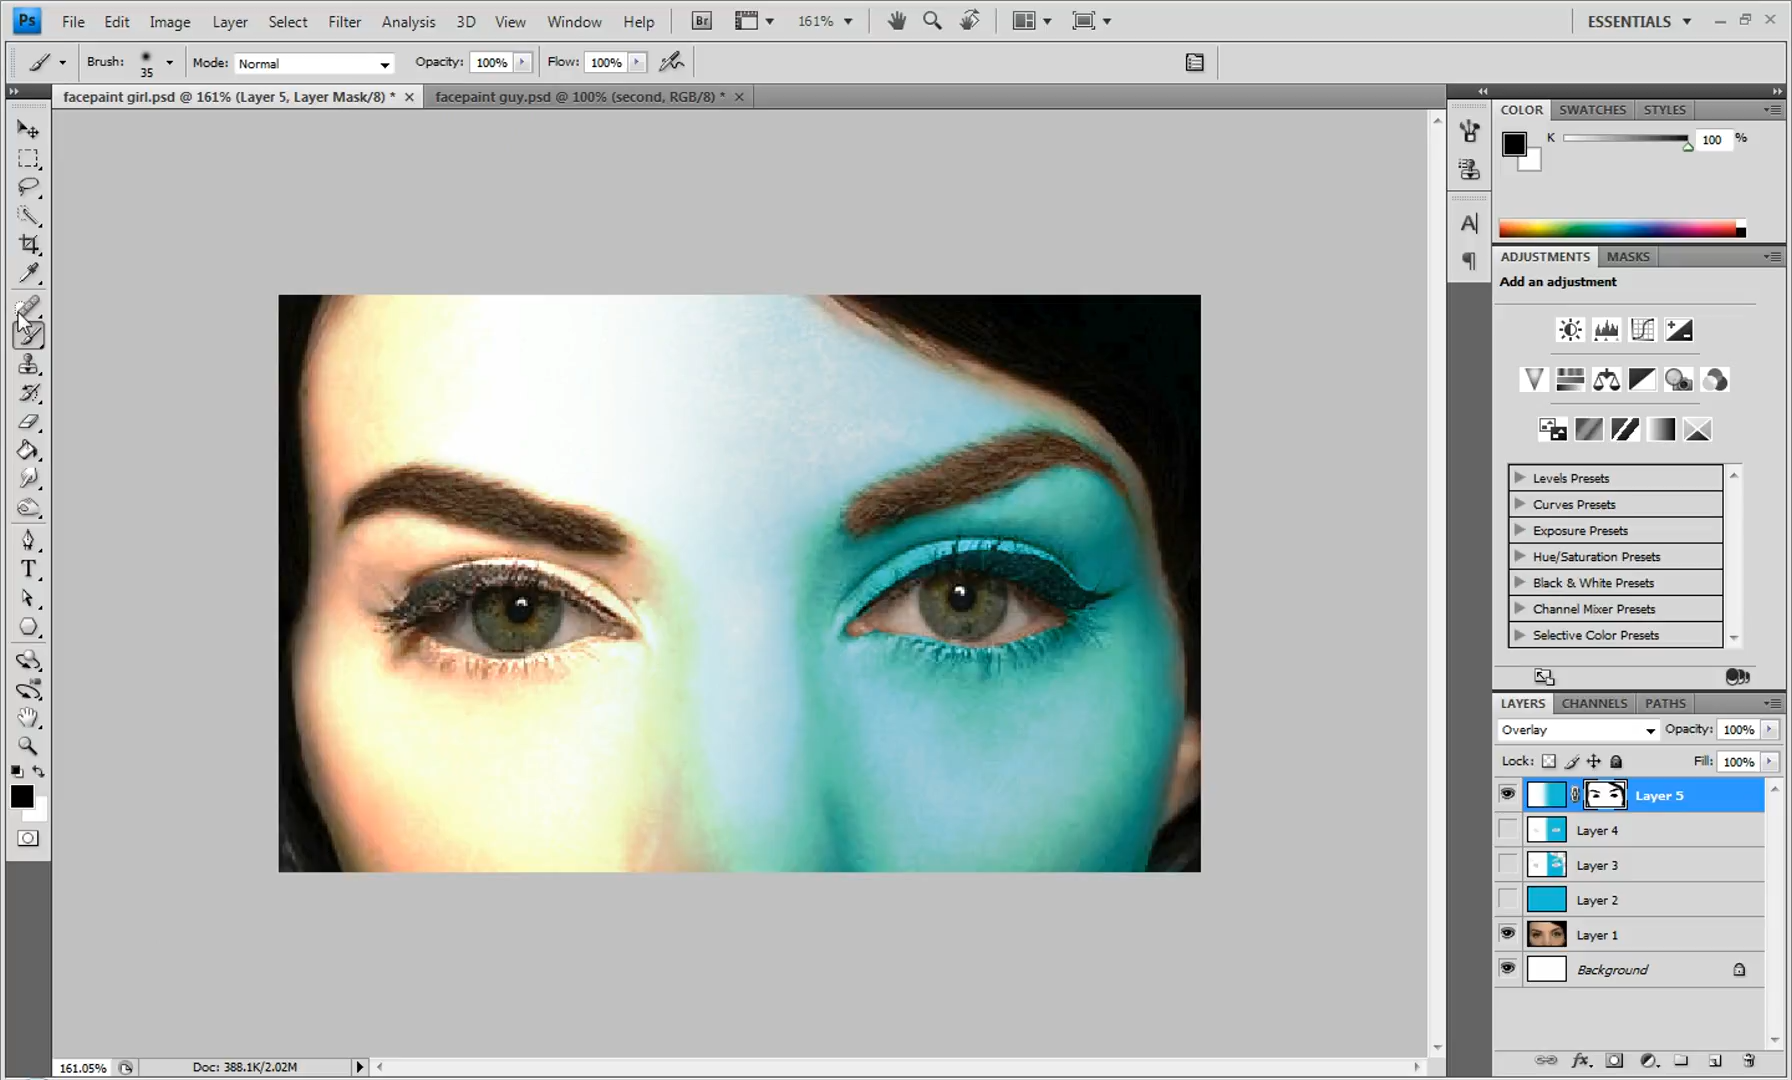 Ps File Edit Image Layer Select Filter Analysis 3D View Window Help Br 161% ESSENTIALS
Brush: 35 Mode: Normal Opacity: 100% Flow: 100%
facepaint girl.psd @ 161% (Layer 5, Layer Mask/8) * facepaint guy.psd @ 100% (second, RGB/8) *
COLOR SWATCHES STYLES
K 100 %
A
ADJUSTMENTS MASKS
Add an adjustment
Levels Presets
Curves Presets
Exposure Presets
Hue/Saturation Presets
Black & White Presets
Channel Mixer Presets
Selective Color Presets
T
LAYERS CHANNELS PATHS
Overlay Opacity: 100%
Lock: Fill: 100%
Layer 5
Layer 4
Layer 3
Layer 2
Layer 1
Background
161.05% Doc: 388.1K/2.02M
fx